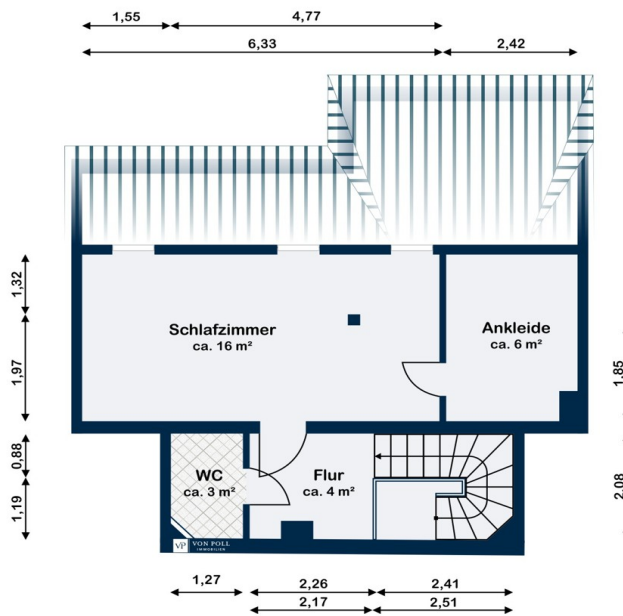 1,55 4,77
6,33 2,42
1,32
Schlafzimmer
ca. 16 m²
Ankleide
ca. 6 m²
1,97
1,85
0,88
WC
ca. 3 m²
Flur
ca. 4 m²
2,08
1,19
VP VON POLL
IMMOBILIEN
1,27 2,26 2,41
2,17 2,51